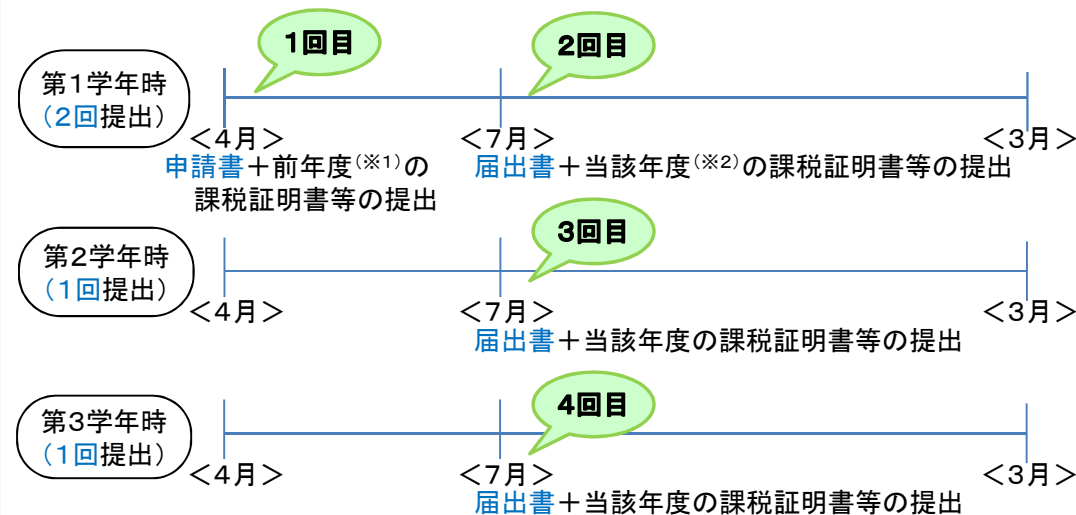 1回目
2回目
第1学年時
（2回提出）
＜4月＞
＜7月＞
＜3月＞
申請書＋前年度（※1）の
課税証明書等の提出
届出書＋当該年度（※2）の課税証明書等の提出
3回目
第2学年時
（1回提出）
＜4月＞
＜7月＞
＜3月＞
届出書＋当該年度の課税証明書等の提出
4回目
第3学年時
（1回提出）
＜4月＞
＜7月＞
＜3月＞
届出書＋当該年度の課税証明書等の提出